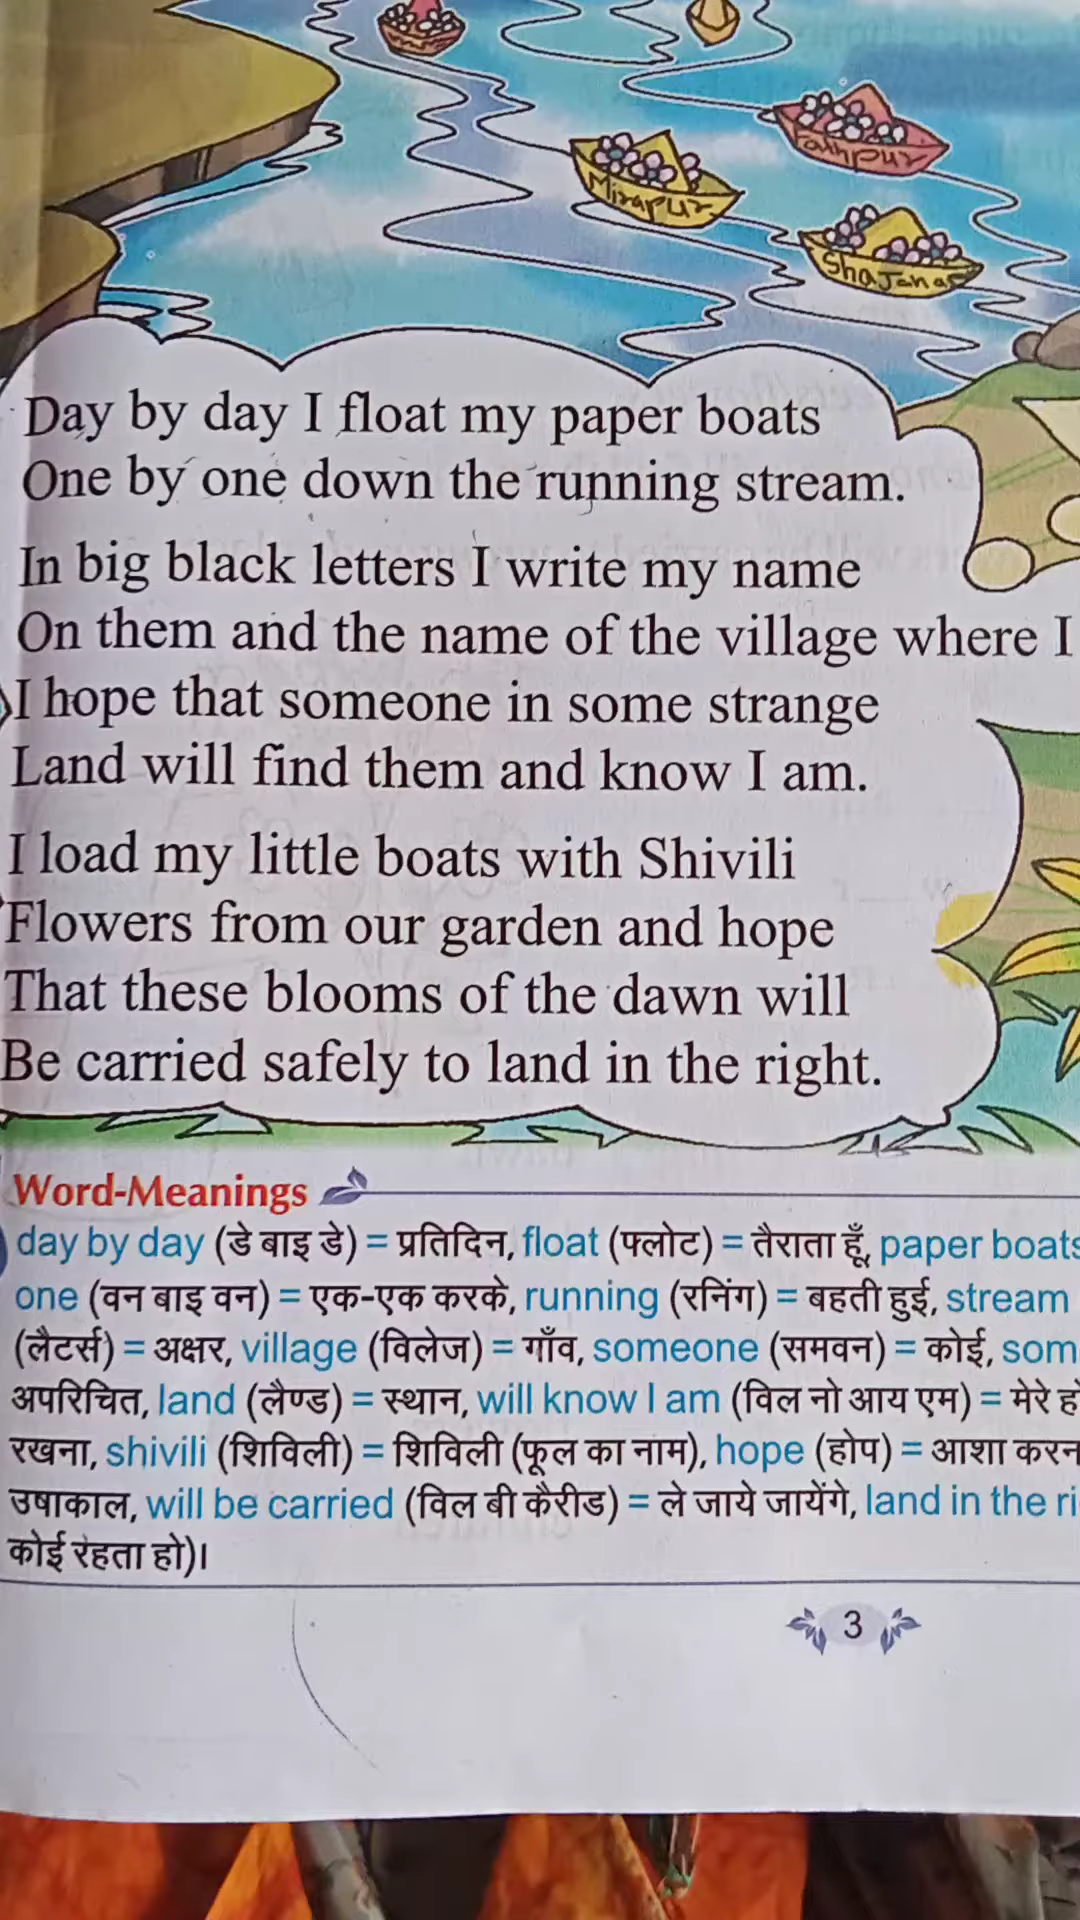 Fathpur
Mirapur
ShaJana
Day by day I float my paper boats
One by one down the running stream.
In big black letters I write my name
On them and the name of the village where I
I hope that someone in some strange
Land will find them and know I am.
I load my little boats with Shivili
Flowers from our garden and hope
That these blooms of the dawn will
Be carried safely to land in the right.
Word-Meanings
day by day (डे बाइ डे) = प्रतिदिन, float (फ्लोट) = तैराता हूँ, paper boats
one (वन बाइ वन) = एक-एक करके, running (रनिंग) = बहती हुई, stream
(लैटर्स) = अक्षर, village (विलेज) = गाँव, someone (समवन) = कोई, som
अपरिचित, land (लैण्ड) = स्थान, will know I am (विल नो आय एम) = मेरे
रखना, shivili (शिविली) = शिविली (फूल का नाम), hope (होप) = आशा करन
उषाकाल, will be carried (विल बी कैरीड) = ले जाये जायेंगे, land in the ri
कोई रहता हो)।
3